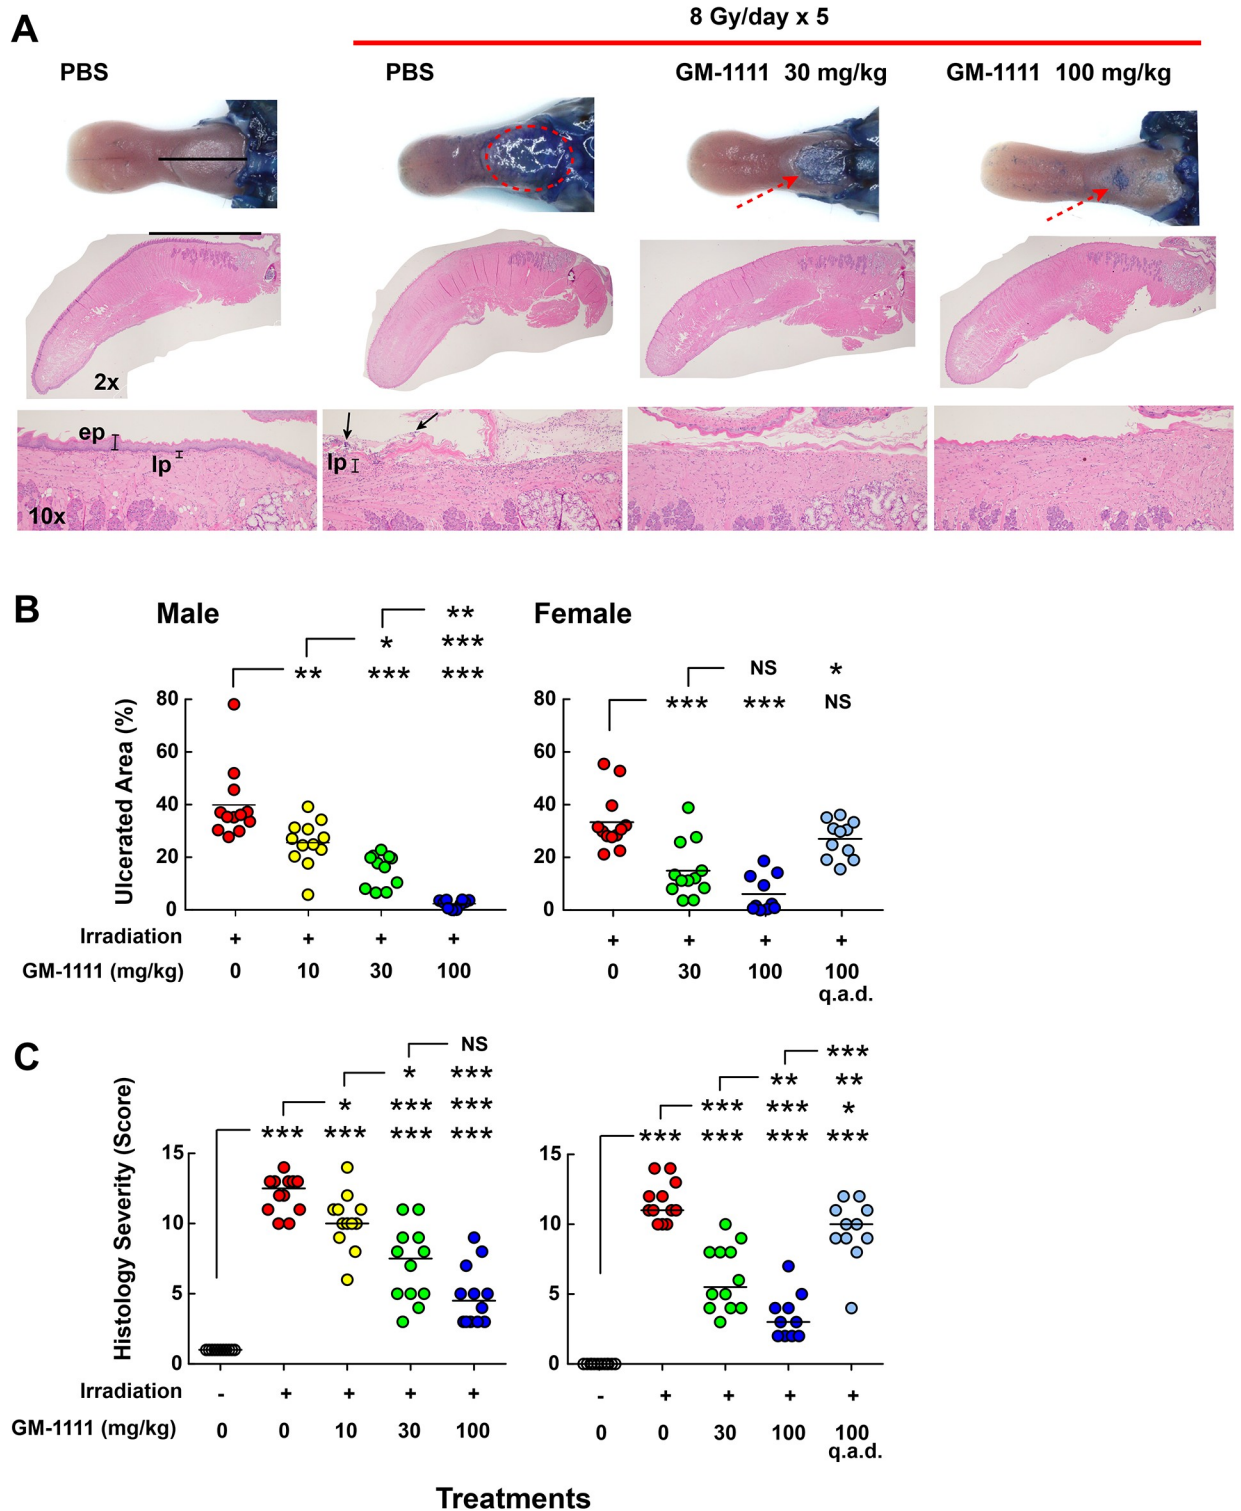 A
8 Gy/day x 5
PBS PBS GM-1111 30 mg/kg GM-1111 100 mg/kg
2x
ep
lp
10x
lp
B
Male Female
**
* ***
** *** ***
NS *
*** *** NS
Ulcerated Area (%)
80
60
40
20
0
80
60
40
20
0
Irradiation + + + + + + + +
GM-1111 (mg/kg) 0 10 30 100 0 30 100 100
q.a.d.
C
NS
* ***
* *** ***
*** *** *** ***
***
** **
*** *** *
*** *** *** ***
Histology Severity (Score)
15
10
5
0
15
10
5
0
Irradiation - + + + + - + + + +
GM-1111 (mg/kg) 0 0 10 30 100 0 0 30 100 100
q.a.d.
Treatments